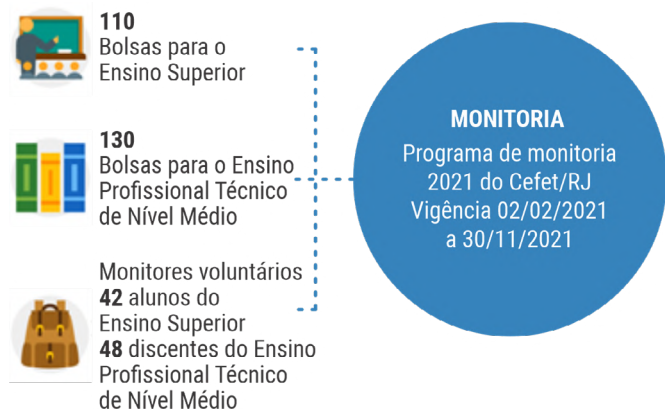 110
Bolsas para o
Ensino Superior
130
Bolsas para o Ensino
Profissional Técnico
de Nível Médio
Monitores voluntários
42 alunos do
Ensino Superior
48 discentes do Ensino
Profissional Técnico
de Nível Médio
MONITORIA
Programa de monitoria
2021 do Cefet/RJ
Vigência 02/02/2021
a 30/11/2021